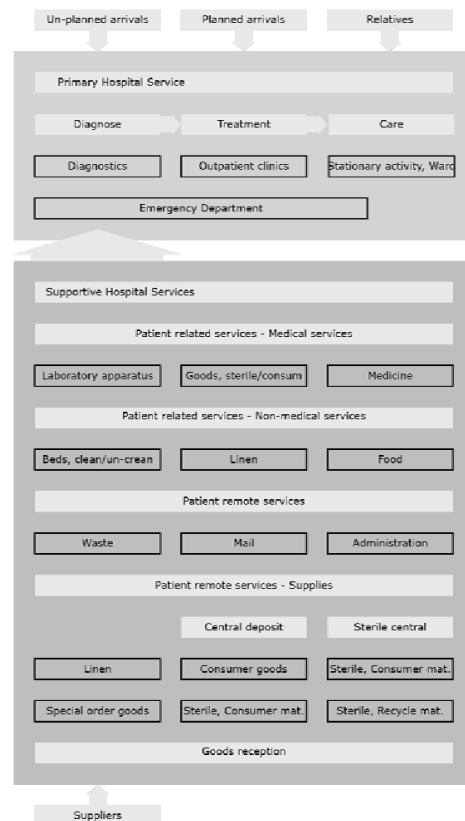 Un-planned arrivals
Planned arrivals
Relatives
Primary Hospital Service
Diagnose
Treatment
Care
Diagnostics
Outpatient clinics
Stationary activity, Ward
Emergency Department
Supportive Hospital Services
Patient related services - Medical services
Laboratory apparatus
Goods, sterile/consum
Medicine
Patient related services - Non-medical services
Beds, clean/un-crean
Linen
Food
Patient remote services
Waste
Mail
Administration
Patient remote services - Supplies
Central deposit
Sterile central
Linen
Consumer goods
Sterile, Consumer mat.
Special order goods
Sterile, Consumer mat.
Sterile, Recycle mat.
Goods reception
Suppliers